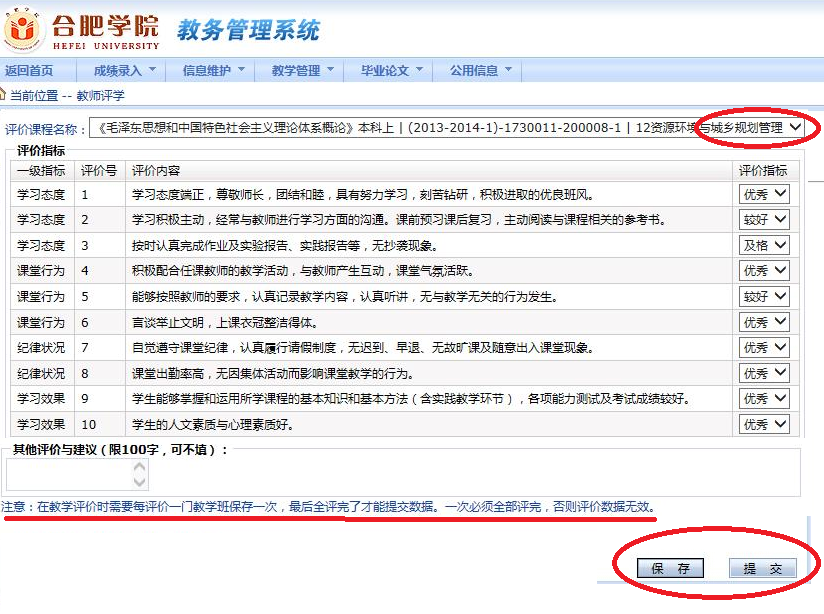 合肥学院 教务管理系统
HEFEI UNIVERSITY
返回首页 成绩录入 信息维护 教学管理 毕业论文 公用信息
当前位置 -- 教师评学
评价课程名称： 《毛泽东思想和中国特色社会主义理论体系概论》本科上 | (2013-2014-1)-1730011-200008-1 | 12资源环境与城乡规划管理
评价指标
一级指标 评价号 评价内容 评价指标
学习态度 1 学习态度端正，尊敬师长，团结和睦，具有努力学习，刻苦钻研，积极进取的优良班风。 优秀
学习态度 2 学习积极主动，经常与教师进行学习方面的沟通。课前预习课后复习，主动阅读与课程相关的参考书。 较好
学习态度 3 按时认真完成作业及实验报告、实践报告等，无抄袭现象。 及格
课堂行为 4 积极配合任课教师的教学活动，与教师产生互动，课堂气氛活跃。 优秀
课堂行为 5 能够按照教师的要求，认真记录教学内容，认真听讲，无与教学无关的行为发生。 较好
课堂行为 6 言谈举止文明，上课衣冠整洁得体。 优秀
纪律状况 7 自觉遵守课堂纪律，认真履行请假制度，无迟到、早退、无故旷课及随意出入课堂现象。 优秀
纪律状况 8 课堂出勤率高，无因集体活动而影响课堂教学的行为。 优秀
学习效果 9 学生能够掌握和运用所学课程的基本知识和基本方法（含实践教学环节），各项能力测试及考试成绩较好。 优秀
学习效果 10 学生的人文素质与心理素质好。 优秀
其他评价与建议（限100字，可不填）：
注意：在教学评价时需要每评价一门教学班保存一次，最后全评完了才能提交数据。一次必须全部评完，否则评价数据无效。
保 存 提 交